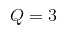 Q = 3